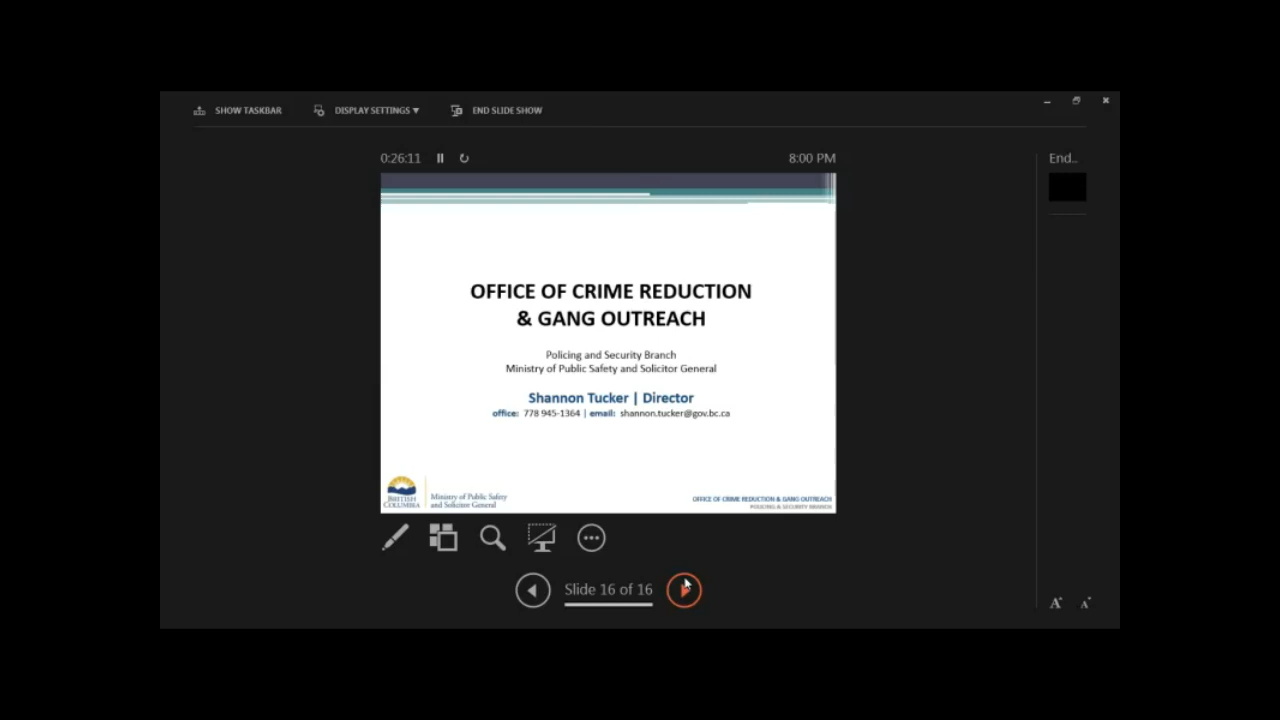 SHOW TASKBAR DISPLAY SETTINGS ▼ END SLIDE SHOW
0:26:11 8:00 PM End..
OFFICE OF CRIME REDUCTION
& GANG OUTREACH
Policing and Security Branch
Ministry of Public Safety and Solicitor General
Shannon Tucker | Director
office: 778 945-1364 | email: shannon.tucker@gov.bc.ca
BRITISH
COLUMBIA
Ministry of Public Safety
and Solicitor General
OFFICE OF CRIME REDUCTION & GANG OUTREACH
POLICING & SECURITY BRANCH
Slide 16 of 16
A A